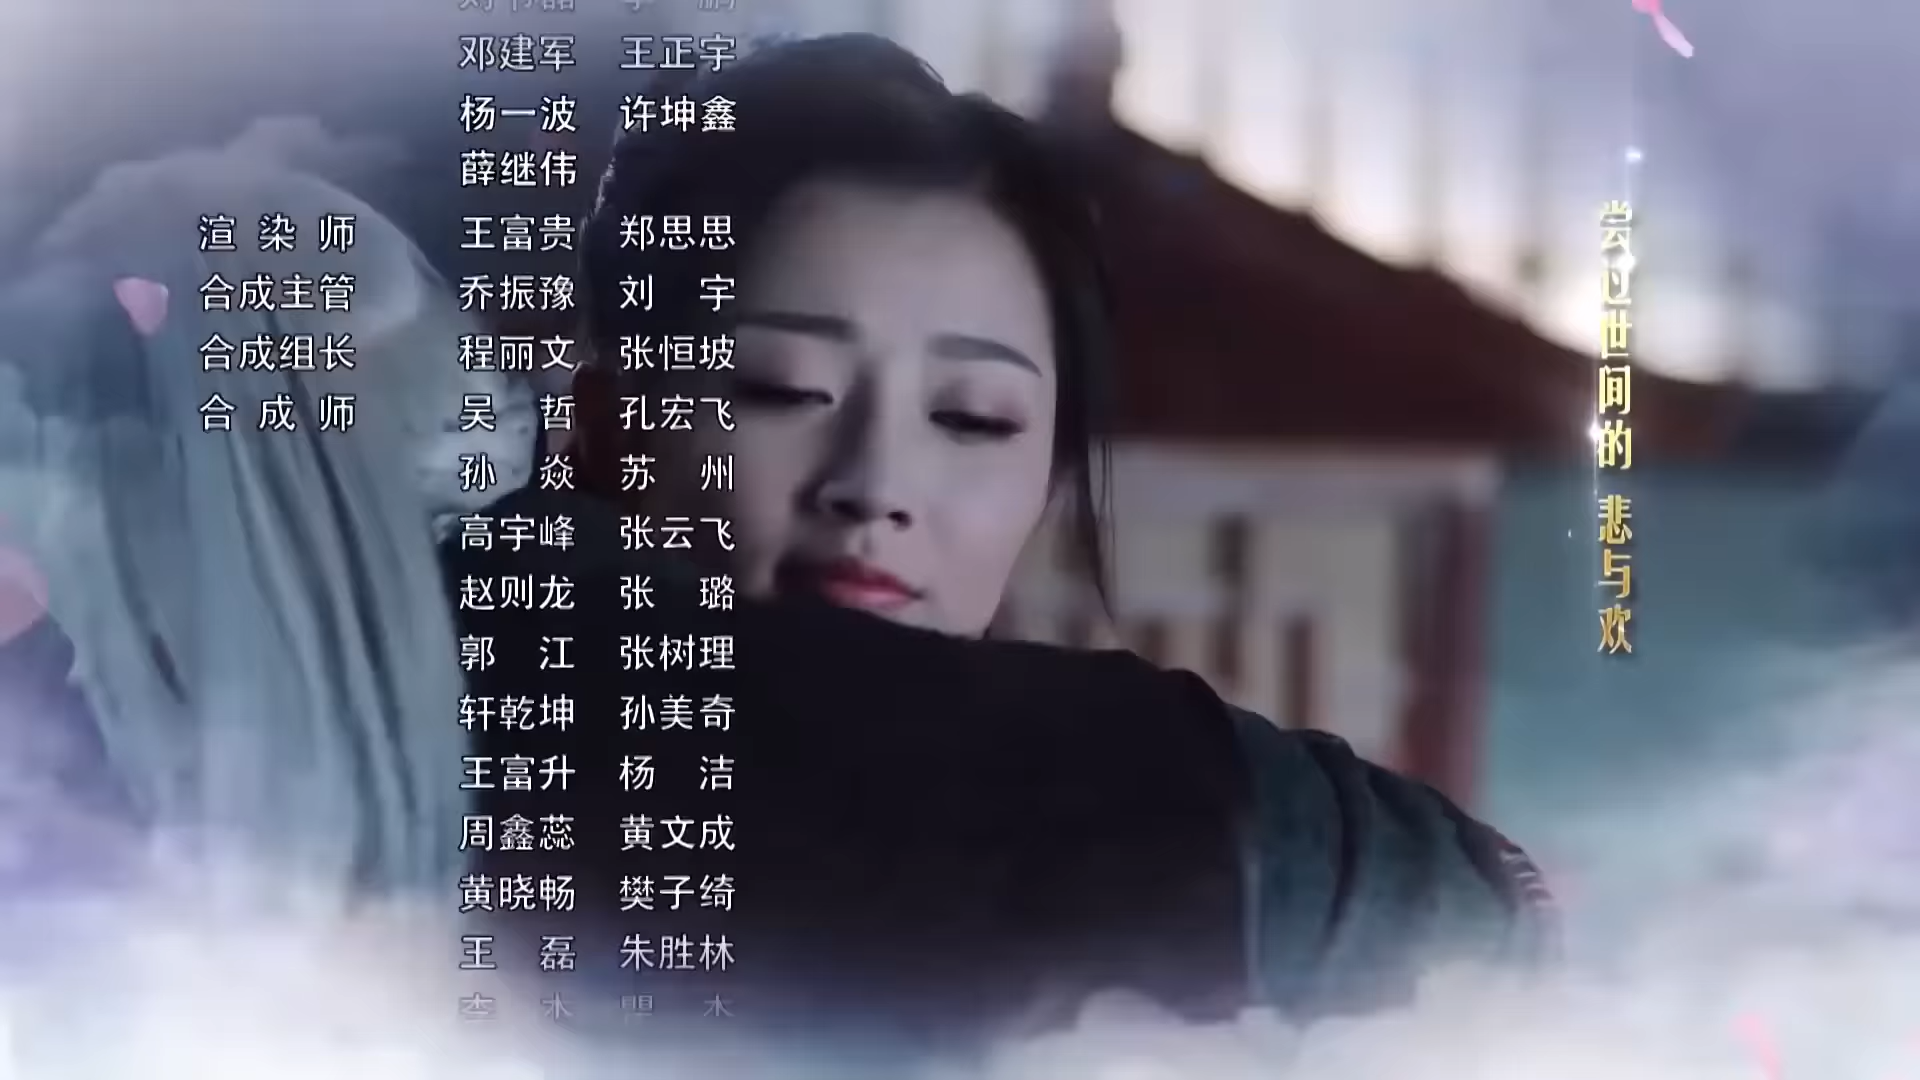 邓建军 王正宇
杨一波 许坤鑫
薛继伟
渲染师 王富贵 郑思思
合成主管 乔振豫 刘宇
合成组长 程丽文 张恒坡
合成师 吴哲 孔宏飞
孙焱 苏州
高宇峰 张云飞
赵则龙 张璐
郭江 张树理
轩乾坤 孙美奇
王富升 杨洁
周鑫蕊 黄文成
黄晓畅 樊子绮
王磊 朱胜林
尝过世间的 悲与欢